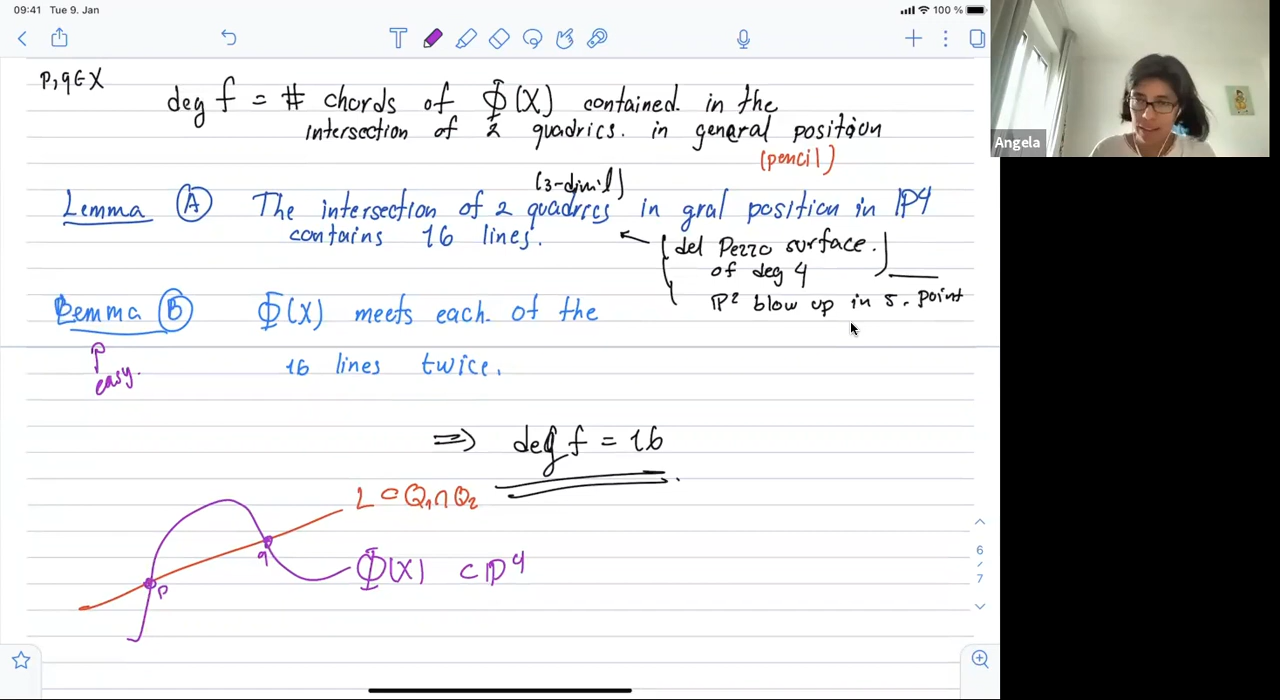 09:41 Tue 9. Jan
100 %
p, q ∈ X
deg f = # chords of Φ(X) contained in the
intersection of 2 quadrics. in general position
(pencil)
(3-dim'l)
Lemma A The intersection of 2 quadrics in gral position in ℙ4
contains 16 lines.
del Pezzo surface.
of deg 4
ℙ² blow up in 5. point
Lemma B Φ(X) meets each of the
16 lines twice.
easy.
⇒ deg f = 16
L ⊂ Q₁∩Q₂
p
q
Φ(X) ⊂ ℙ4
6
/
7
Angela